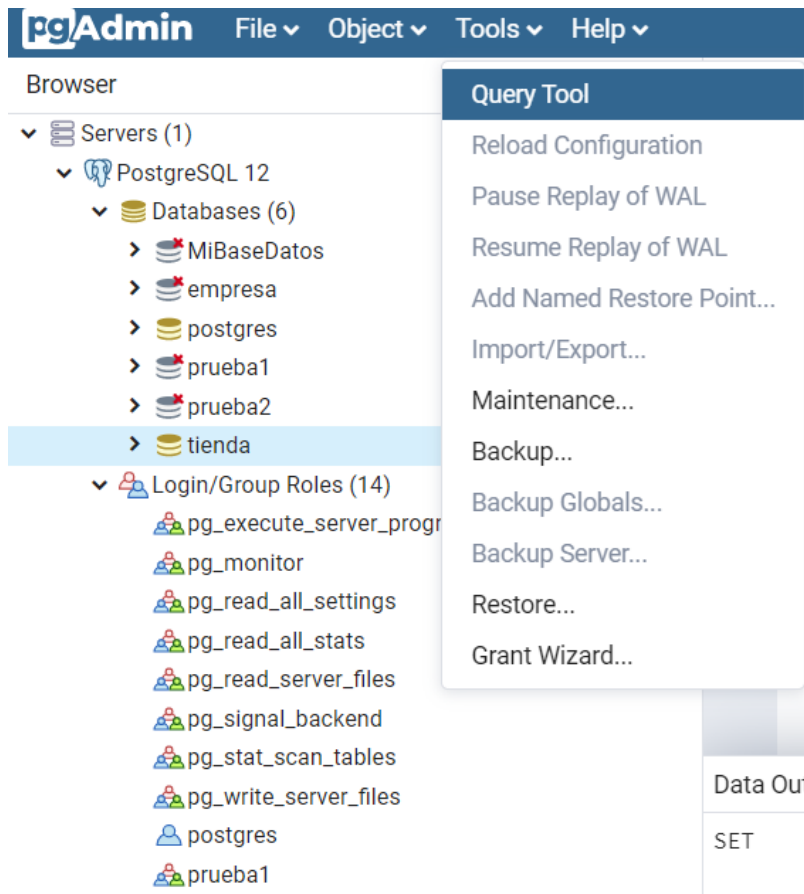 pgAdmin File Object Tools Help
Browser
Servers (1)
PostgreSQL 12
Databases (6)
MiBaseDatos
empresa
postgres
prueba1
prueba2
tienda
Login/Group Roles (14)
pg_execute_server_progr
pg_monitor
pg_read_all_settings
pg_read_all_stats
pg_read_server_files
pg_signal_backend
pg_stat_scan_tables
pg_write_server_files
postgres
prueba1
Query Tool
Reload Configuration
Pause Replay of WAL
Resume Replay of WAL
Add Named Restore Point...
Import/Export...
Maintenance...
Backup...
Backup Globals...
Backup Server...
Restore...
Grant Wizard...
Data Out
SET